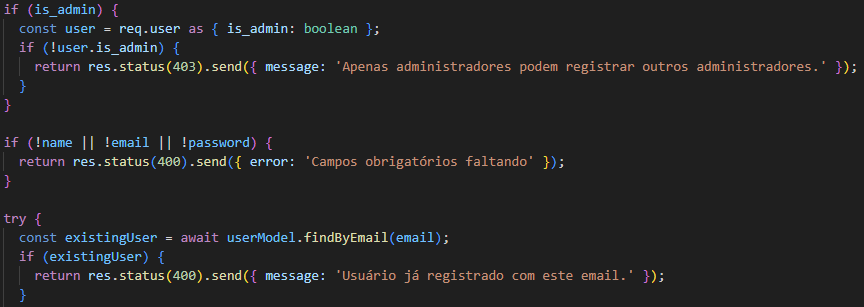 if (is_admin) {
  const user = req.user as { is_admin: boolean };
  if (!user.is_admin) {
    return res.status(403).send({ message: 'Apenas administradores podem registrar outros administradores.' });
  }
}

if (!name || !email || !password) {
  return res.status(400).send({ error: 'Campos obrigatórios faltando' });
}

try {
  const existingUser = await userModel.findByEmail(email);
  if (existingUser) {
    return res.status(400).send({ message: 'Usuário já registrado com este email.' });
  }